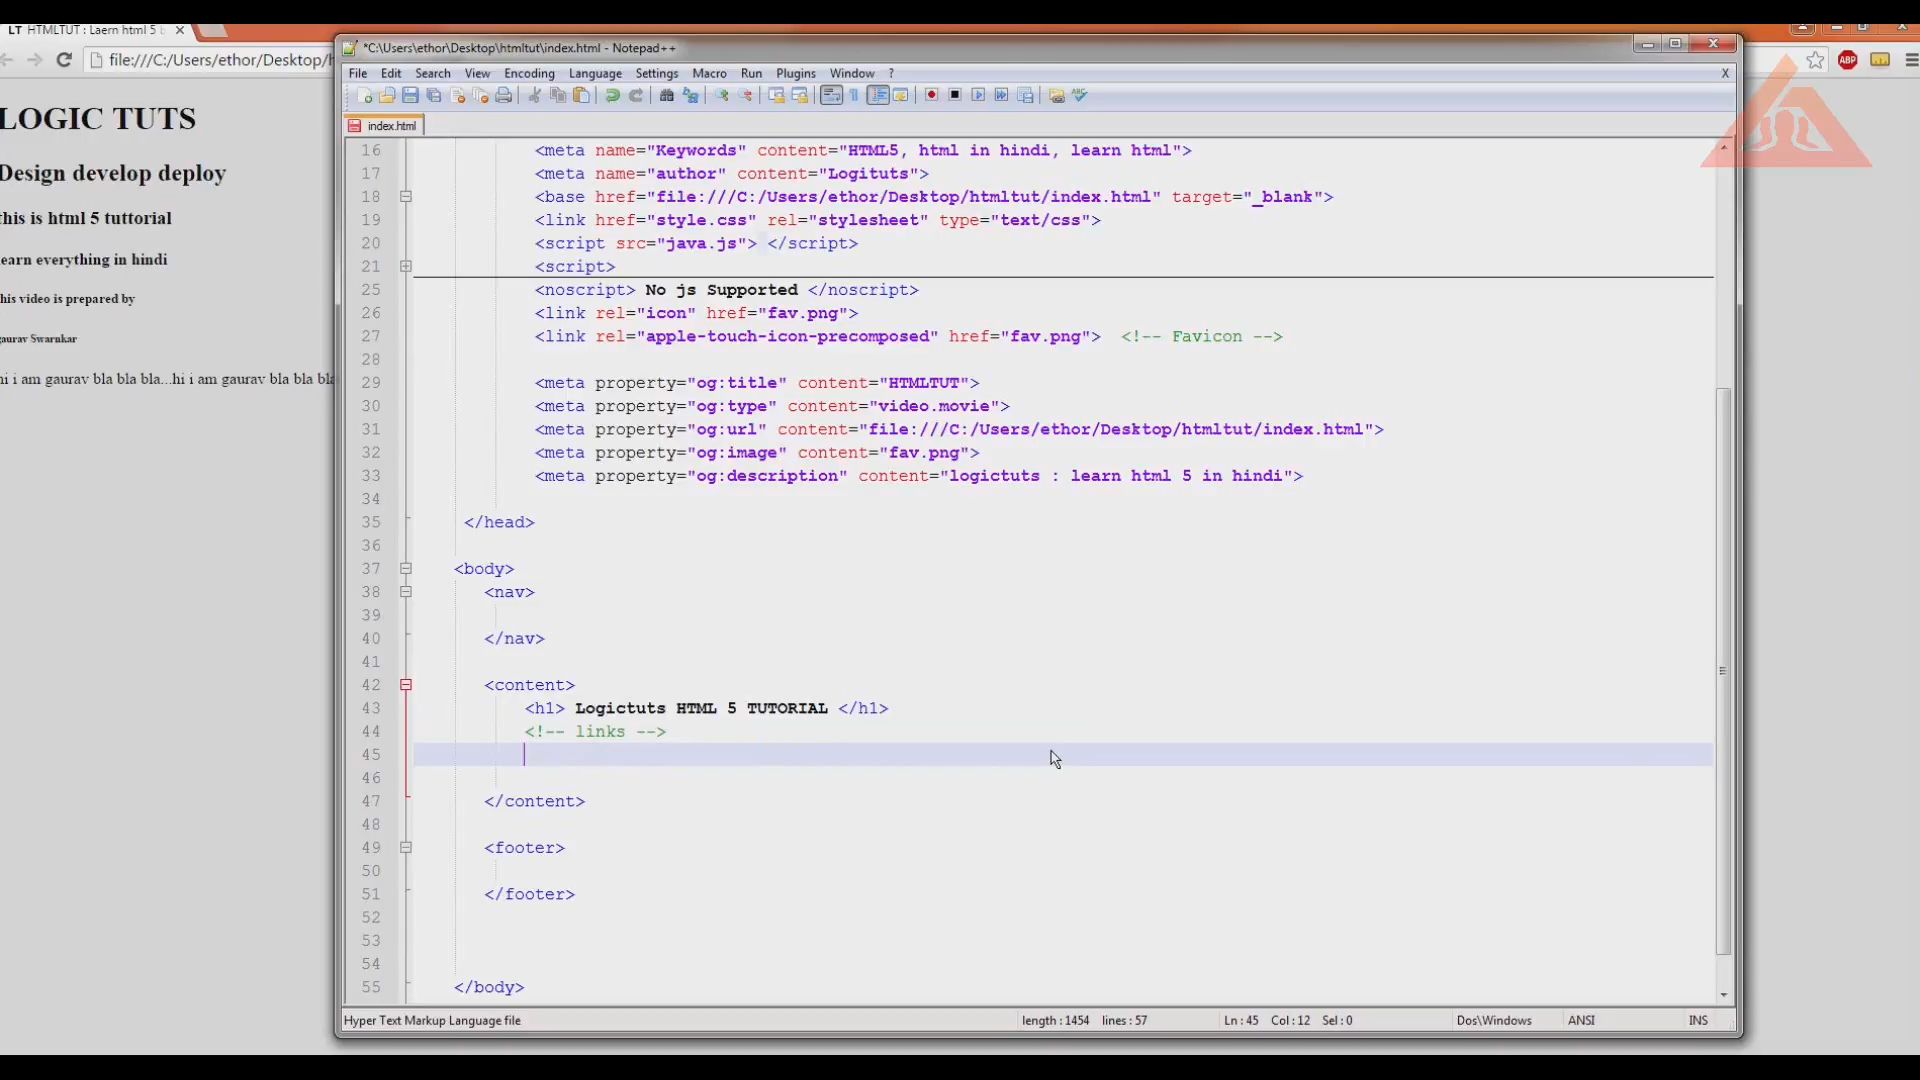 LT HTMLTUT : Laern html 5
file:///C:/Users/ethor/Desktop/h
ABP
LOGIC TUTS
Design develop deploy
this is html 5 tuttorial
learn everything in hindi
this video is prepared by
gaurav Swarnkar
hi i am gaurav bla bla bla...hi i am gaurav bla bla bla
*C:\Users\ethor\Desktop\htmltut\index.html - Notepad++
File Edit Search View Encoding Language Settings Macro Run Plugins Window ? X
index.html
16 <meta name="Keywords" content="HTML5, html in hindi, learn html">
17 <meta name="author" content="Logituts">
18 <base href="file:///C:/Users/ethor/Desktop/htmltut/index.html" target="_blank">
19 <link href="style.css" rel="stylesheet" type="text/css">
20 <script src="java.js"> </script>
21 <script>
25 <noscript> No js Supported </noscript>
26 <link rel="icon" href="fav.png">
27 <link rel="apple-touch-icon-precomposed" href="fav.png"> <!-- Favicon -->
28
29 <meta property="og:title" content="HTMLTUT">
30 <meta property="og:type" content="video.movie">
31 <meta property="og:url" content="file:///C:/Users/ethor/Desktop/htmltut/index.html">
32 <meta property="og:image" content="fav.png">
33 <meta property="og:description" content="logictuts : learn html 5 in hindi">
34
35 </head>
36
37 <body>
38 <nav>
39
40 </nav>
41
42 <content>
43 <h1> Logictuts HTML 5 TUTORIAL </h1>
44 <!-- links -->
45
46
47 </content>
48
49 <footer>
50
51 </footer>
52
53
54
55 </body>
Hyper Text Markup Language file length : 1454 lines : 57 Ln : 45 Col : 12 Sel : 0 Dos\Windows ANSI INS